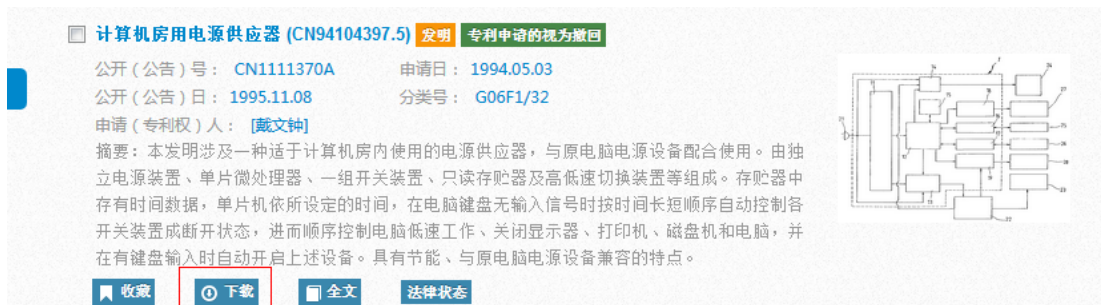 计算机房用电源供应器 (CN94104397.5) 发明 专利申请的视为撤回
公开(公告)号： CN1111370A 申请日： 1994.05.03
公开(公告)日： 1995.11.08 分类号： G06F1/32
申请(专利权)人： [戴文钟]
摘要：本发明涉及一种适于计算机房内使用的电源供应器，与原电脑电源设备配合使用。由独
立电源装置、单片微处理器、一组开关装置、只读存贮器及高低速切换装置等组成。存贮器中
存有时间数据，单片机依所设定的时间，在电脑键盘无输入信号时按时间长短顺序自动控制各
开关装置成断开状态，进而顺序控制电脑低速工作、关闭显示器、打印机、磁盘机和电脑，并
在有键盘输入时自动开启上述设备。具有节能、与原电脑电源设备兼容的特点。
收藏 下载 全文 法律状态